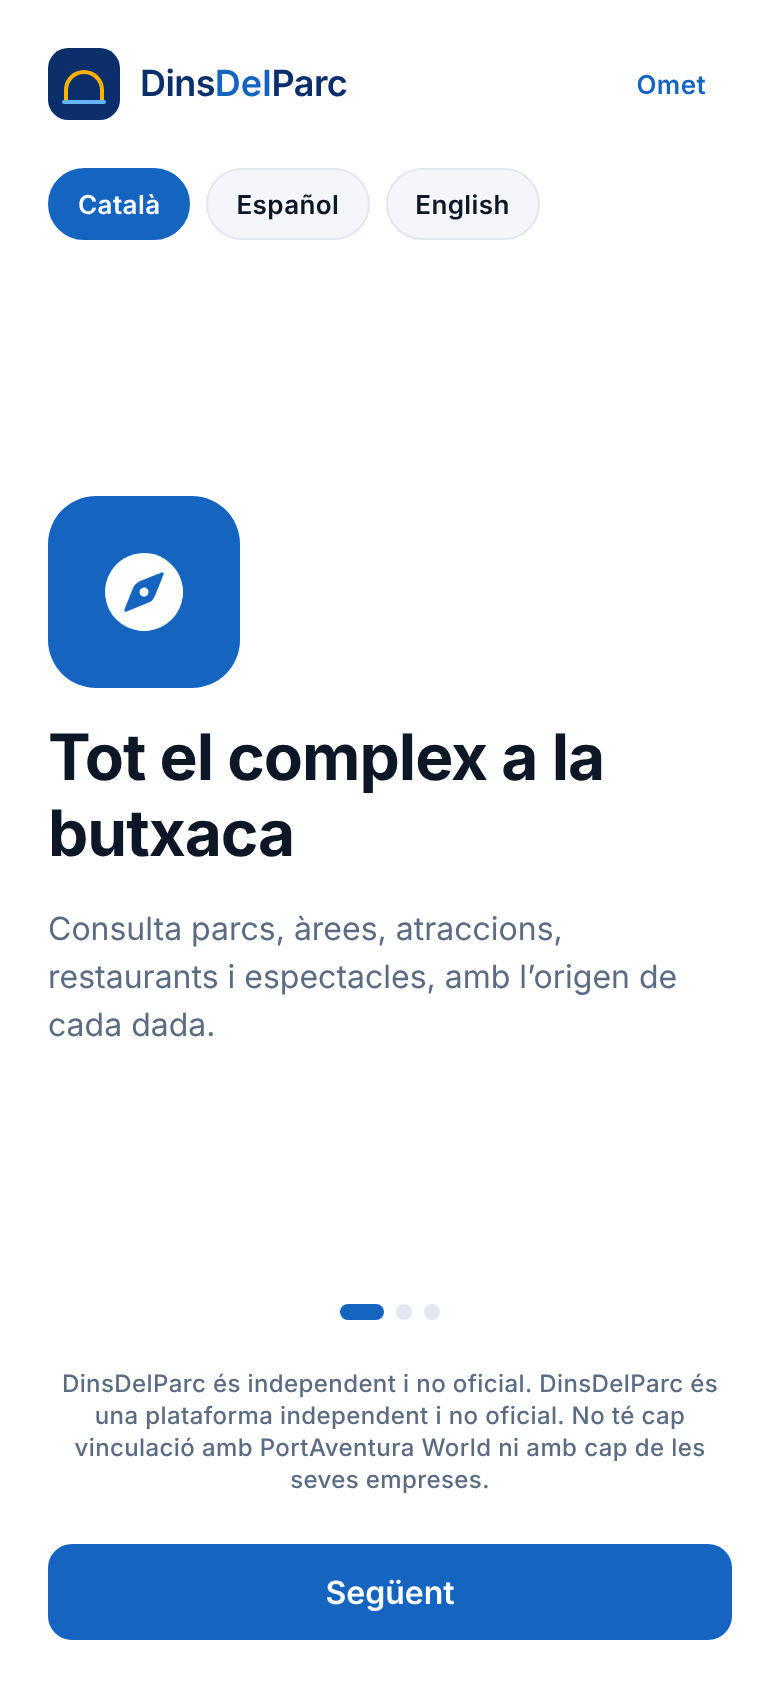 DinsDelParc
Omet
Català
Español
English
Tot el complex a la
butxaca
Consulta parcs, àrees, atraccions,
restaurants i espectacles, amb l’origen de
cada dada.
DinsDelParc és independent i no oficial. DinsDelParc és
una plataforma independent i no oficial. No té cap
vinculació amb PortAventura World ni amb cap de les
seves empreses.
Següent